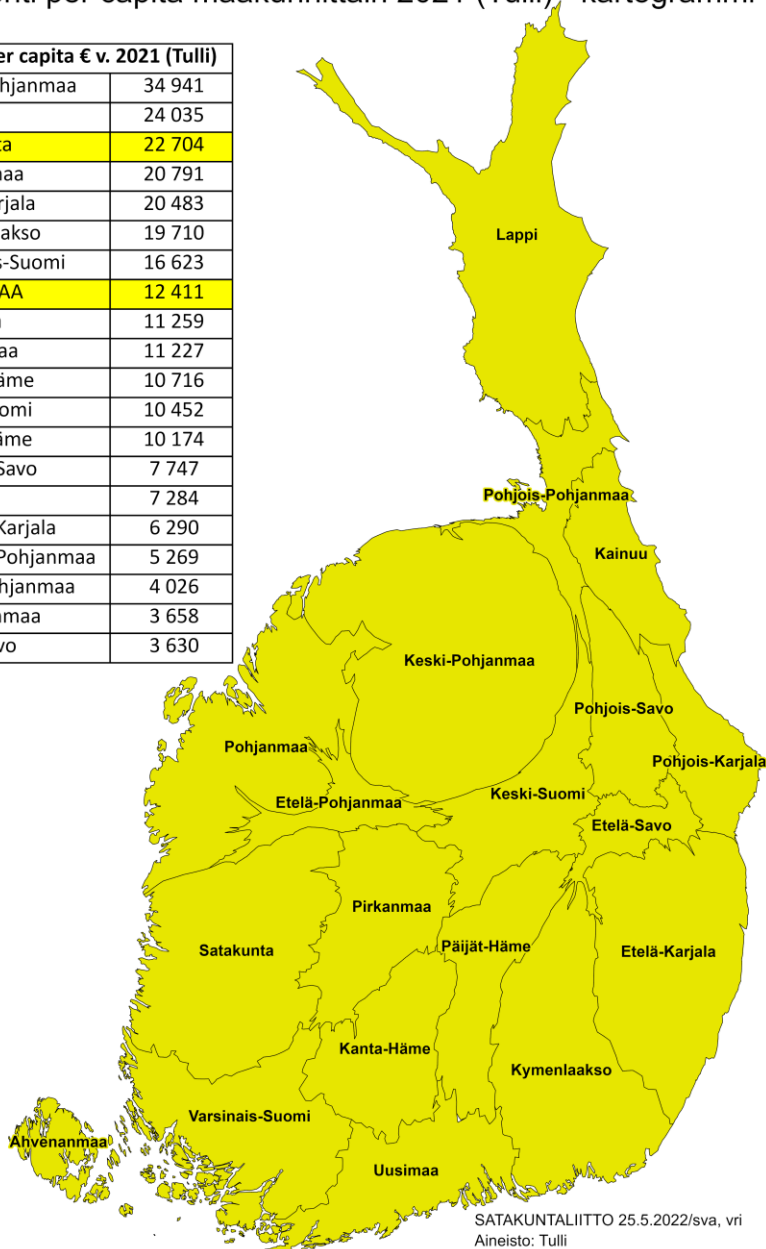 per capita maakunnittain 2021 (Tulli) - kartogrammi
per capita € v. 2021 (Tulli)
hjanmaa 34 941
24 035
ta 22 704
maa 20 791
rjala 20 483
akso 19 710
s-Suomi 16 623
AA 12 411
11 259
aa 11 227
äme 10 716
omi 10 452
äme 10 174
Savo 7 747
7 284
Karjala 6 290
Pohjanmaa 5 269
hjanmaa 4 026
nmaa 3 658
vo 3 630
Lappi
Pohjois-Pohjanmaa
Kainuu
Keski-Pohjanmaa
Pohjois-Savo
Pohjanmaa
Pohjois-Karjala
Keski-Suomi
Etelä-Pohjanmaa
Etelä-Savo
Pirkanmaa
Päijät-Häme
Satakunta
Etelä-Karjala
Kanta-Häme
Kymenlaakso
Varsinais-Suomi
Ahvenanmaa
Uusimaa
SATAKUNTALIITTO 25.5.2022/sva, vri
Aineisto: Tulli